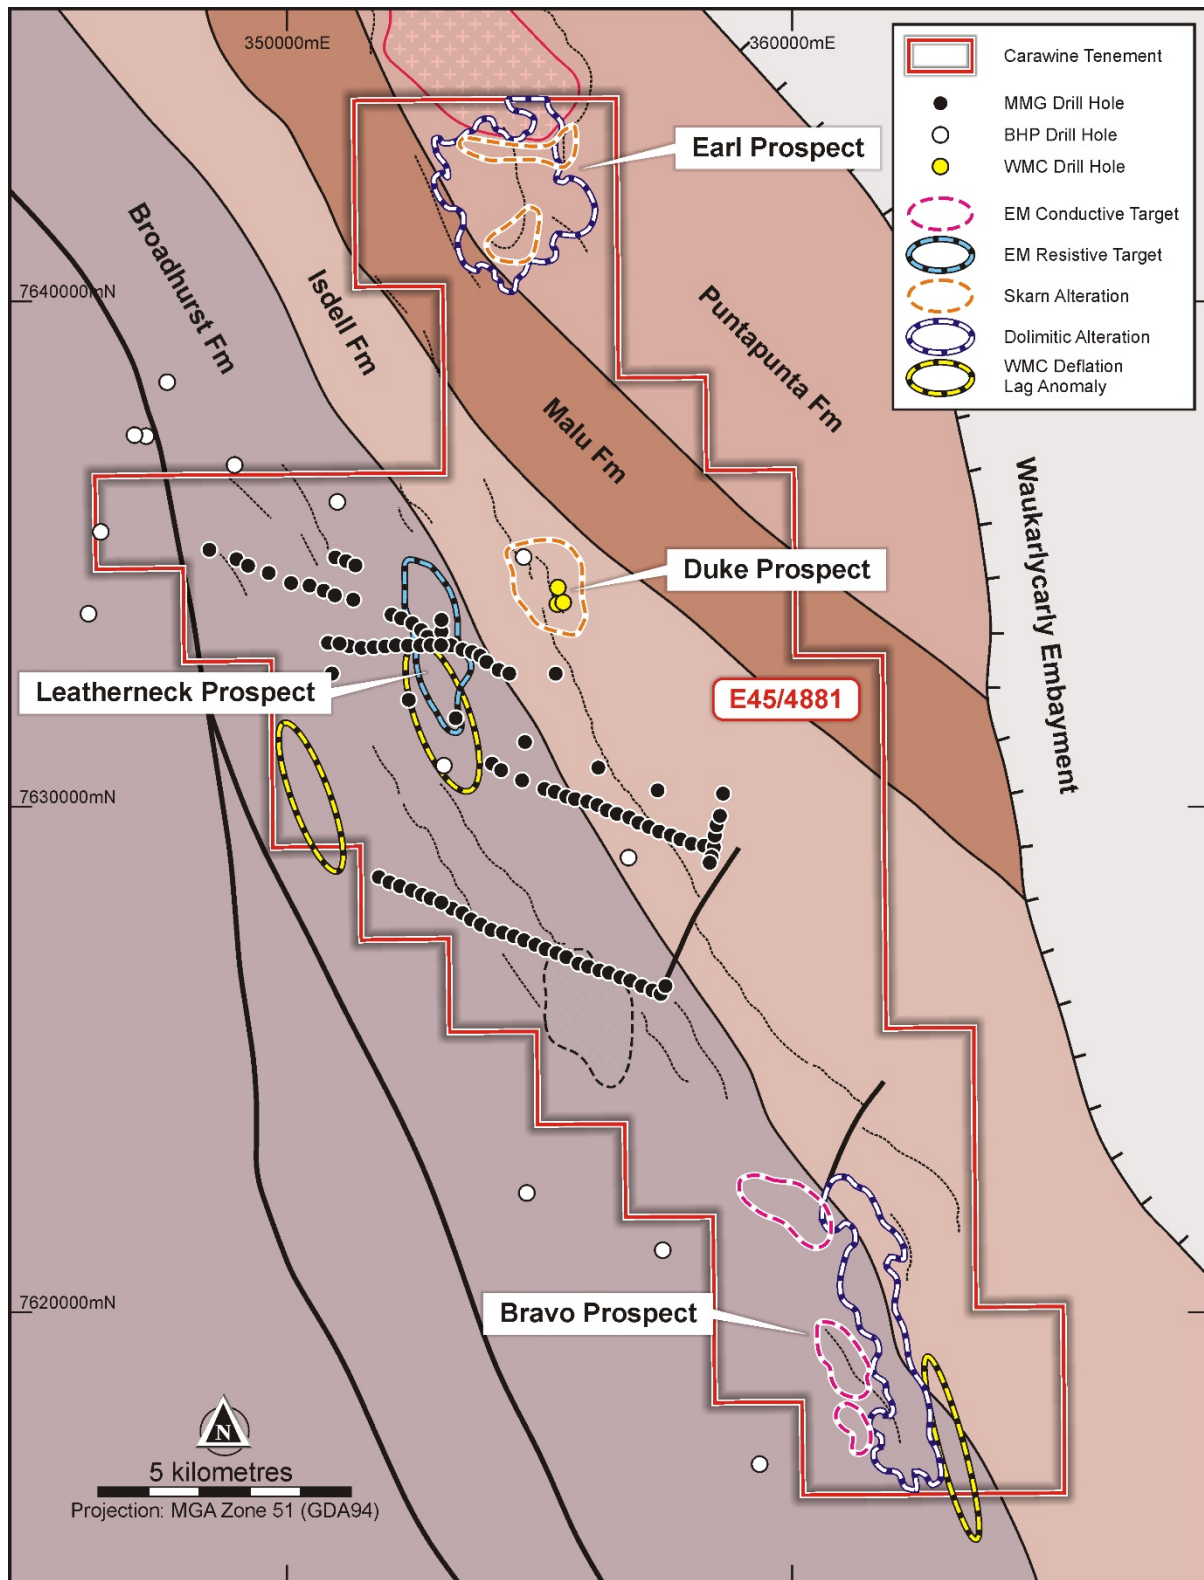 350000mE
360000mE
Carawine Tenement
MMG Drill Hole
BHP Drill Hole
WMC Drill Hole
EM Conductive Target
EM Resistive Target
Skarn Alteration
Dolimitic Alteration
WMC Deflation
Lag Anomaly
Earl Prospect
Broadhurst Fm
Isdell Fm
7640000mN
Puntapunta Fm
Malu Fm
Waukarlycarly Embayment
Duke Prospect
Leatherneck Prospect
E45/4881
7630000mN
7620000mN
Bravo Prospect
N
5 kilometres
Projection: MGA Zone 51 (GDA94)